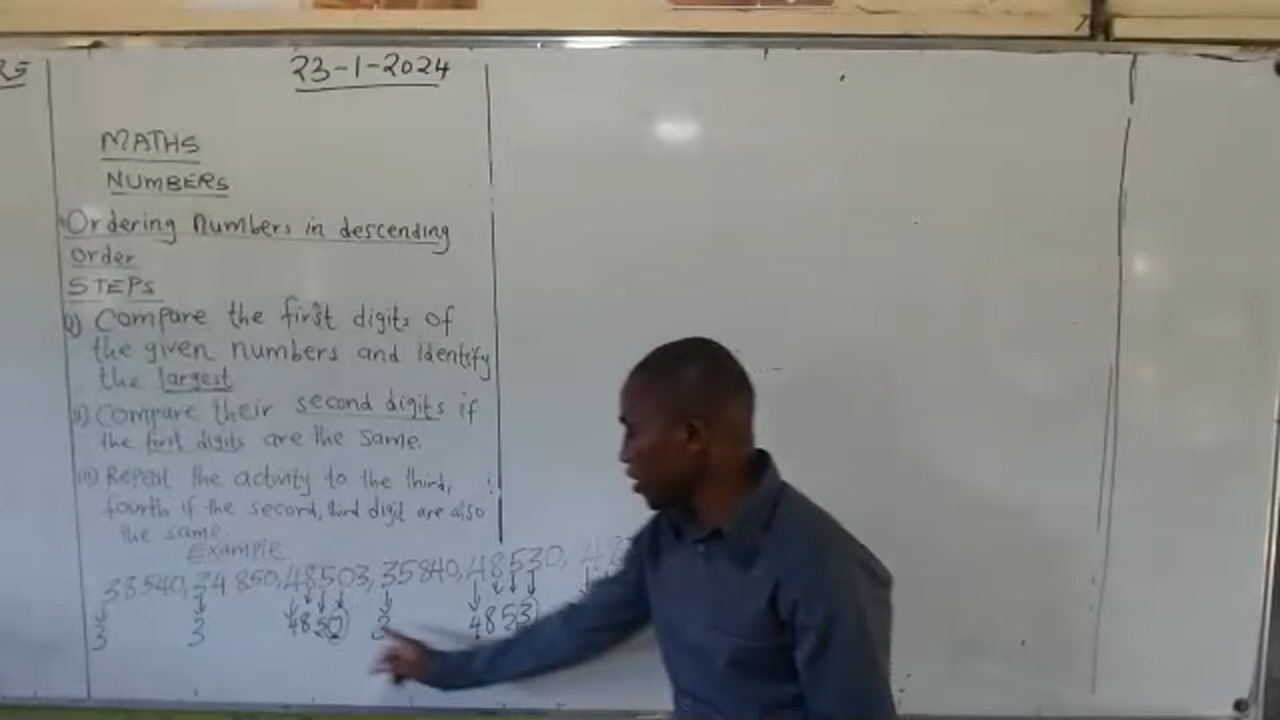 25
23-1-2024
MATHS
NUMBERS
Ordering numbers in descending
order
STEPs
i) Compare the first digits of
the given numbers and identify
the largest
ii) Compare their second digits if
the first digits are the same.
iii) Repeat the activity to the third,
fourth if the second, third digit are also
the same
Example
38540, 34850, 48503, 35840, 48530, 48
3 3 4850 3 4853